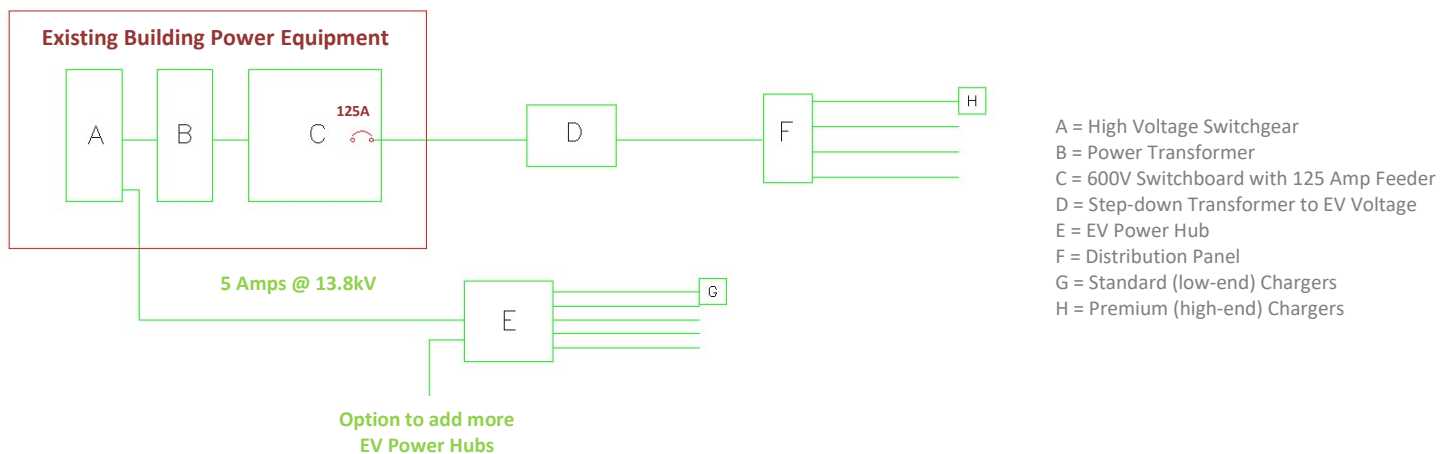 Existing Building Power Equipment
125A
A
B
C
D
F
H
A = High Voltage Switchgear
B = Power Transformer
C = 600V Switchboard with 125 Amp Feeder
D = Step-down Transformer to EV Voltage
E = EV Power Hub
F = Distribution Panel
G = Standard (low-end) Chargers
H = Premium (high-end) Chargers
5 Amps @ 13.8kV
E
G
Option to add more
EV Power Hubs